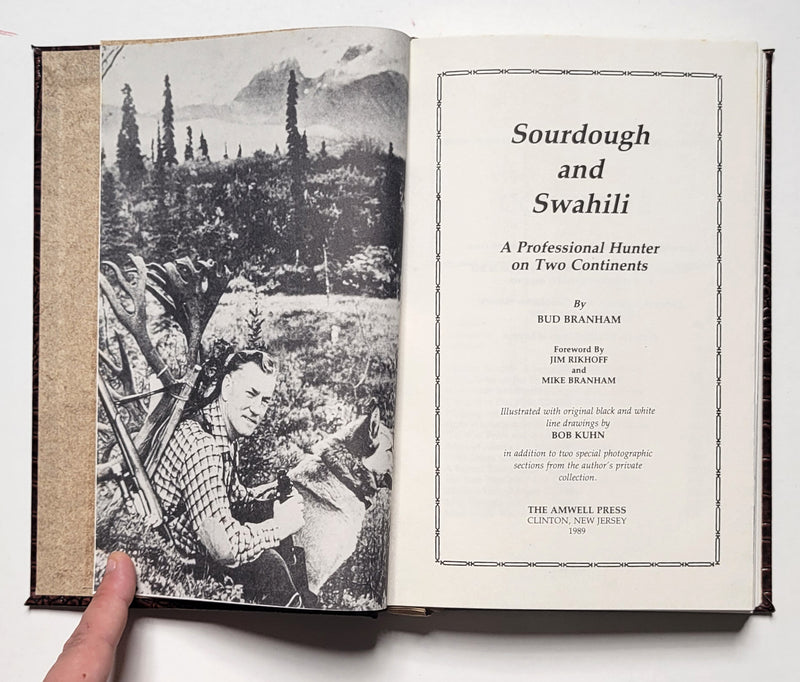 Sourdough
and
Swahili
A Professional Hunter
on Two Continents
By
BUD BRANHAM
Foreword By
JIM RIKHOFF
and
MIKE BRANHAM
Illustrated with original black and white
line drawings by
BOB KUHN
in addition to two special photographic
sections from the author's private
collection.
THE AMWELL PRESS
CLINTON, NEW JERSEY
1989